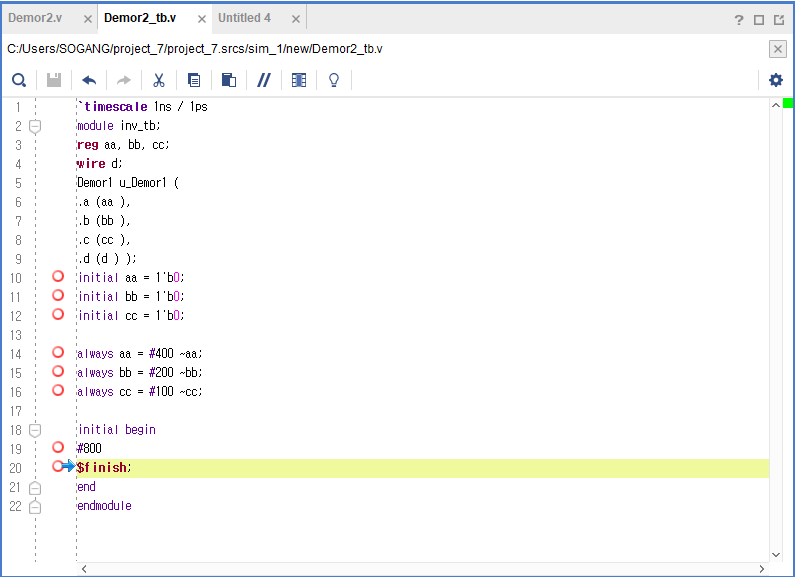 Demor2.v × Demor2_tb.v × Untitled 4 ×
?
C:/Users/SOGANG/project_7/project_7.srcs/sim_1/new/Demor2_tb.v
//
1 `timescale 1ns / 1ps
2 module inv_tb;
3 reg aa, bb, cc;
4 wire d;
5 Demor1 u_Demor1 (
6 .a (aa ),
7 .b (bb ),
8 .c (cc ),
9 .d (d ) );
10 initial aa = 1'b0;
11 initial bb = 1'b0;
12 initial cc = 1'b0;
13
14 always aa = #400 ~aa;
15 always bb = #200 ~bb;
16 always cc = #100 ~cc;
17
18 initial begin
19 #800
20 $finish;
21 end
22 endmodule